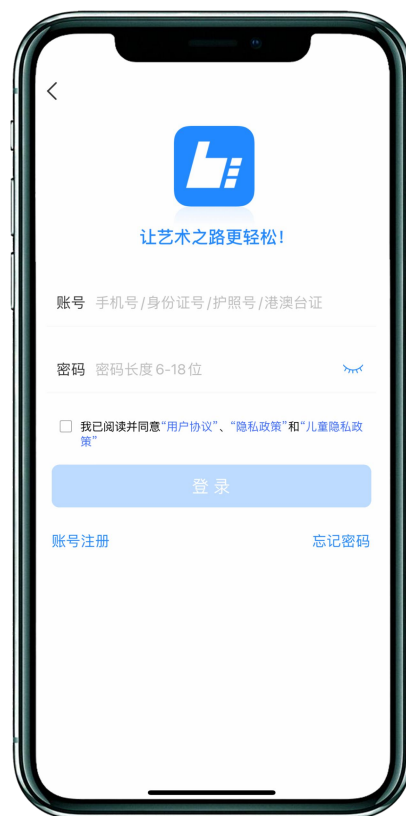 让艺术之路更轻松!
账号 手机号/身份证号/护照号/港澳台证
密码 密码长度6-18位
我已阅读并同意“用户协议”、“隐私政策”和“儿童隐私政
策”
登录
账号注册 忘记密码